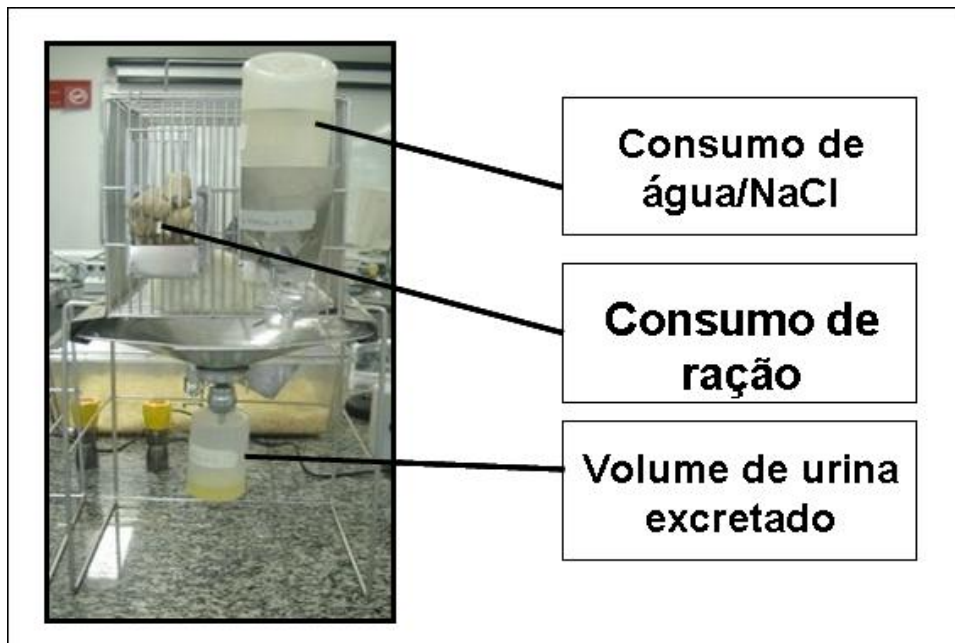 Consumo de
água/NaCl
Consumo de
ração
Volume de urina
excretado